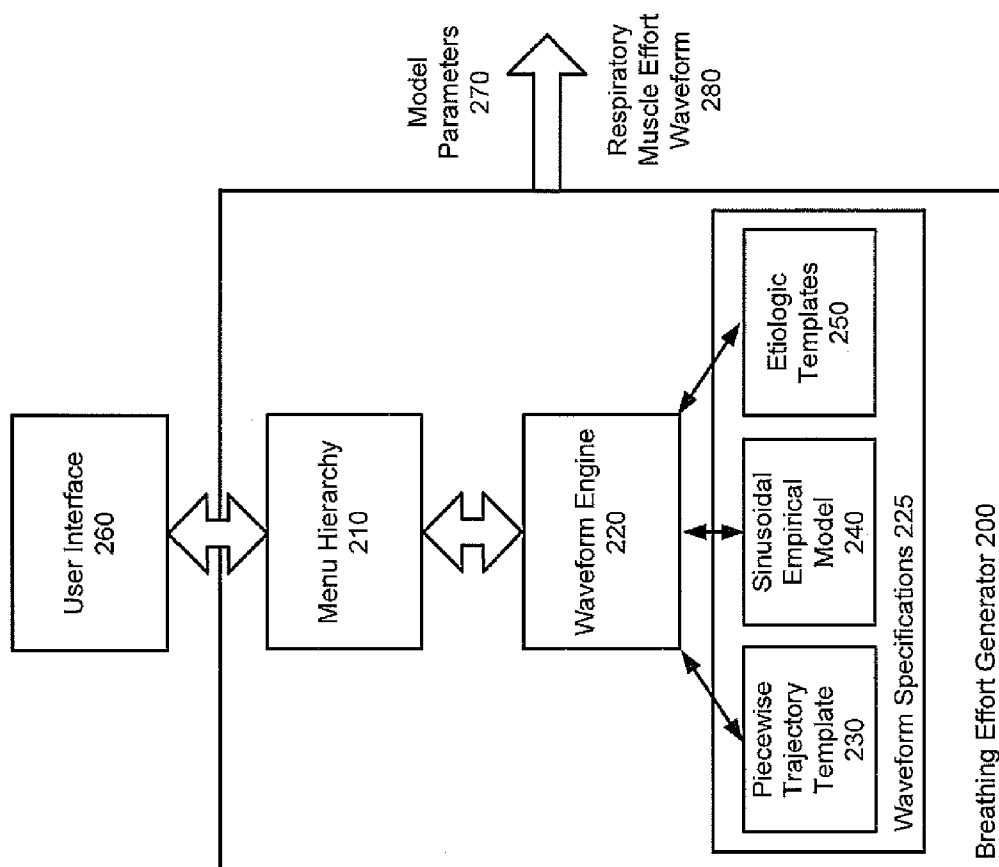 User Interface
260
Menu Hierarchy
210
Model
Parameters
270
Respiratory
Muscle Effort
Waveform
280
Waveform Engine
220
Piecewise
Trajectory
Template
230
Sinusoidal
Empirical
Model
240
Etiologic
Templates
250
Waveform Specifications 225
Breathing Effort Generator 200